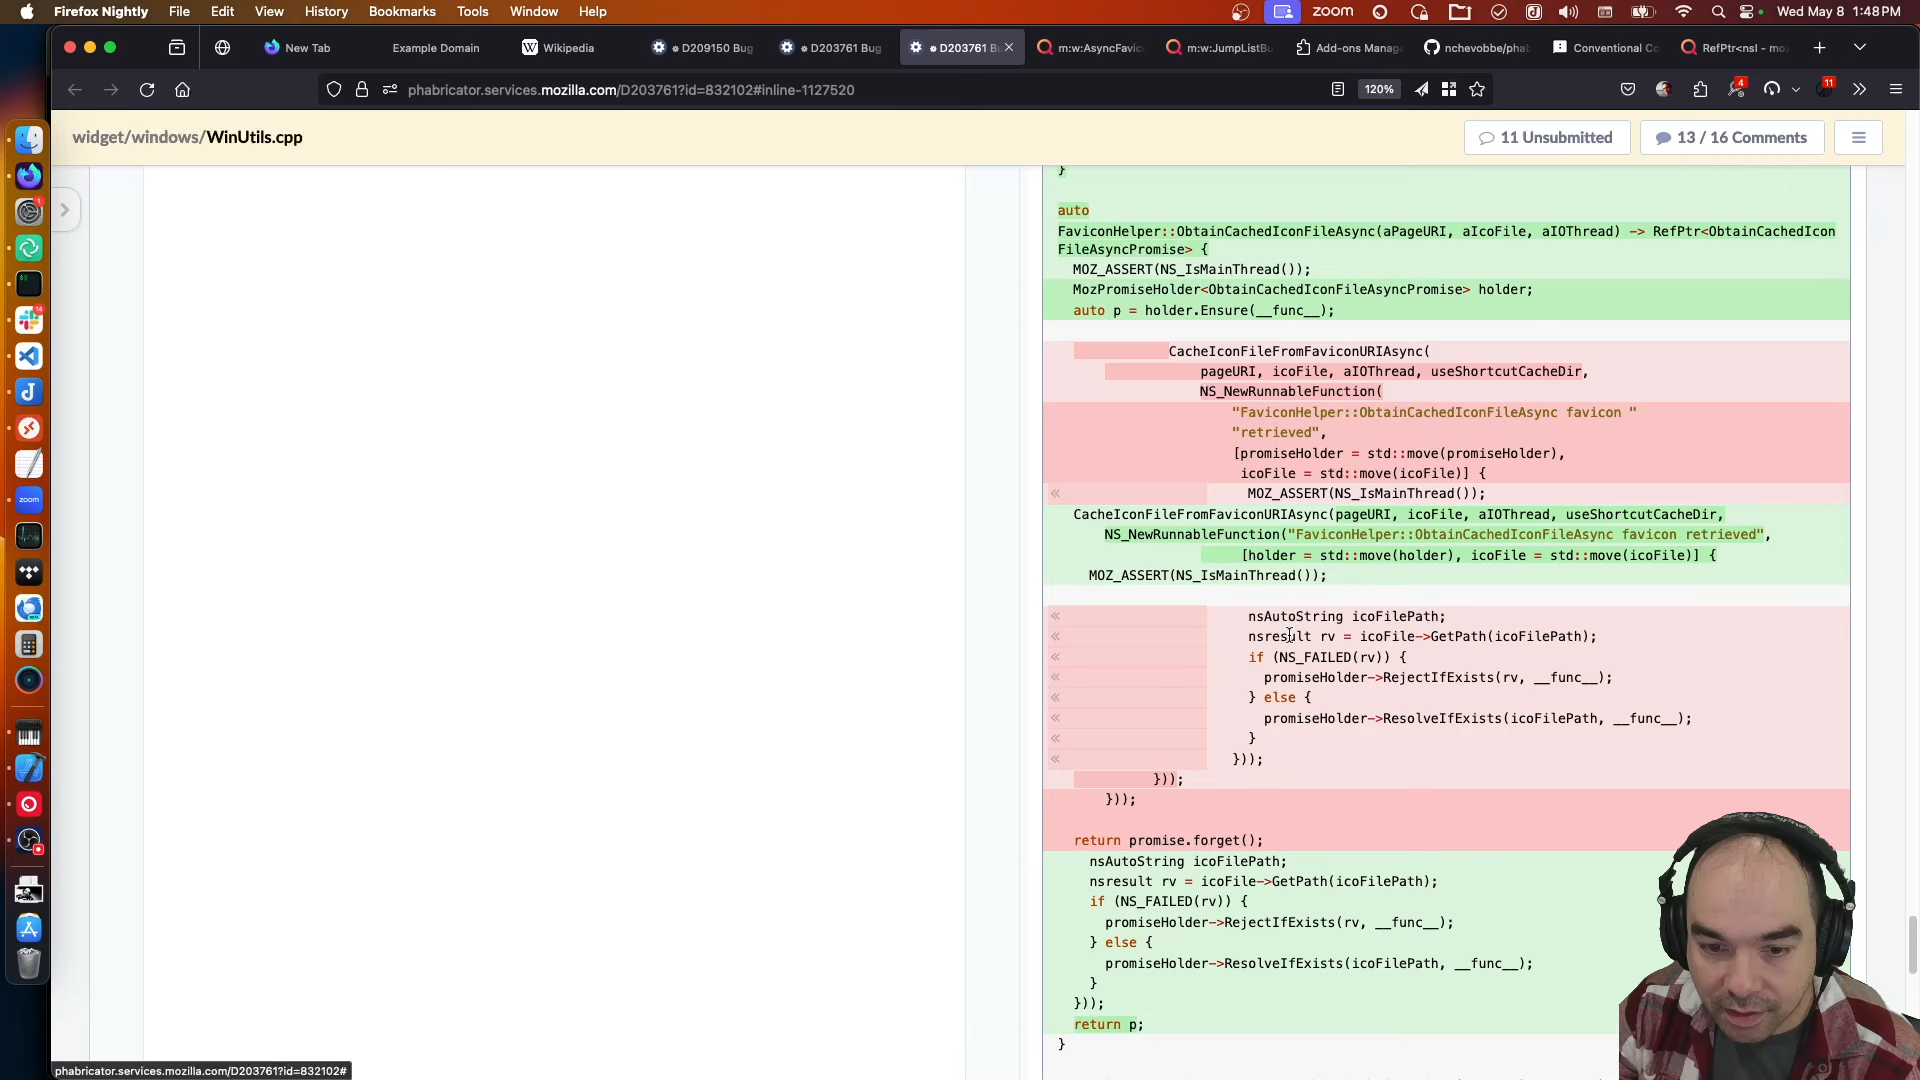 Firefox Nightly File Edit View History Bookmarks Tools Window Help zoom Wed May 8 1:48 PM
New Tab Example Domain Wikipedia D209150 Bug D203761 Bug D203761 B m:w:AsyncFavic m:w:JumpListBu Add-ons Mana nchevobbe/phab Conventional Co RefPtr<nsI - mo
phabricator.services.mozilla.com/D203761?id=832102#inline-1127520 120% 4 11
widget/windows/WinUtils.cpp 11 Unsubmitted 13 / 16 Comments
}
auto
FaviconHelper::ObtainCachedIconFileAsync(aPageURI, aIcoFile, aIOThread) -> RefPtr<ObtainCachedIcon
FileAsyncPromise> {
MOZ_ASSERT(NS_IsMainThread());
MozPromiseHolder<ObtainCachedIconFileAsyncPromise> holder;
auto p = holder.Ensure(__func__);
CacheIconFileFromFaviconURIAsync(
pageURI, icoFile, aIOThread, useShortcutCacheDir,
NS_NewRunnableFunction(
"FaviconHelper::ObtainCachedIconFileAsync favicon "
"retrieved",
[promiseHolder = std::move(promiseHolder),
icoFile = std::move(icoFile)] {
« MOZ_ASSERT(NS_IsMainThread());
CacheIconFileFromFaviconURIAsync(pageURI, icoFile, aIOThread, useShortcutCacheDir,
NS_NewRunnableFunction("FaviconHelper::ObtainCachedIconFileAsync favicon retrieved",
[holder = std::move(holder), icoFile = std::move(icoFile)] {
MOZ_ASSERT(NS_IsMainThread());
« nsAutoString icoFilePath;
« nsresult rv = icoFile->GetPath(icoFilePath);
« if (NS_FAILED(rv)) {
« promiseHolder->RejectIfExists(rv, __func__);
« } else {
« promiseHolder->ResolveIfExists(icoFilePath, __func__);
« }
« }));
}));
}));
return promise.forget();
nsAutoString icoFilePath;
nsresult rv = icoFile->GetPath(icoFilePath);
if (NS_FAILED(rv)) {
promiseHolder->RejectIfExists(rv, __func__);
} else {
promiseHolder->ResolveIfExists(icoFilePath, __func__);
}
}));
return p;
}
phabricator.services.mozilla.com/D203761?id=832102#